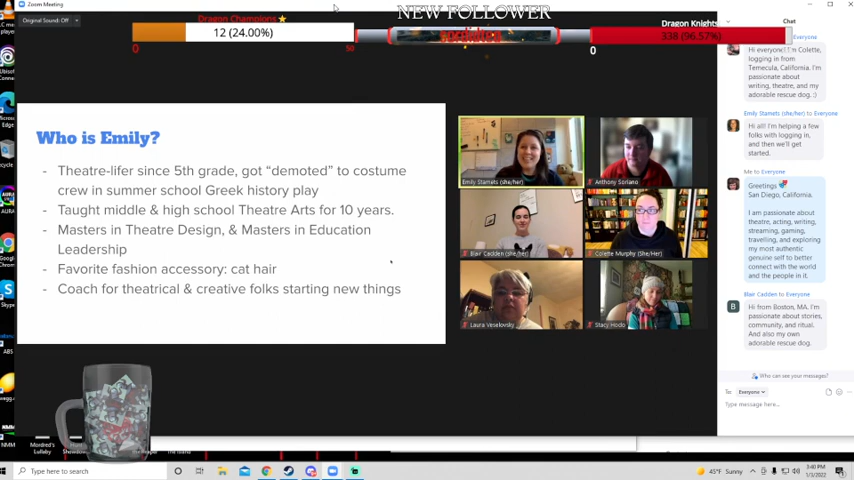 Zoom Meeting
Original Sound: Off
Dragon Champions
12 (24.00%)
0
50
NEW FOLLOWER
Dragon Knights
338 (96.57%)
0
Chat
Who is Emily?
- Theatre-lifer since 5th grade, got “demoted” to costume
crew in summer school Greek history play
- Taught middle & high school Theatre Arts for 10 years.
- Masters in Theatre Design, & Masters in Education
Leadership
- Favorite fashion accessory: cat hair
- Coach for theatrical & creative folks starting new things
Emily Stamets (she/her)
Anthony Soriano
Blair Cadden (she/her)
Colette Murphy (She/Her)
Laura Veselovsky
Stacy Hodo
Everyone
Hi everyone! I'm Colette,
logging in from
Temecula, California. I'm
passionate about
writing, theatre, and my
adorable rescue dog. :)
Emily Stamets (she/her) to Everyone
Hi all! I'm helping a few
folks with logging in,
and then we'll get
started.
Me to Everyone
Greetings
San Diego, California.
I am passionate about
theatre, acting, writing,
streaming, gaming,
travelling, and exploring
my most authentic
genuine self to better
connect with the world
and the people in it.
Blair Cadden to Everyone
B
Hi from Boston, MA. I'm
passionate about stories,
community, and ritual.
And also my own
adorable rescue dog.
Who can see your messages?
To: Everyone
Type message here...
Skype
Mordred's
Lullaby
Type here to search
45°F Sunny
3:40 PM
1/3/2022